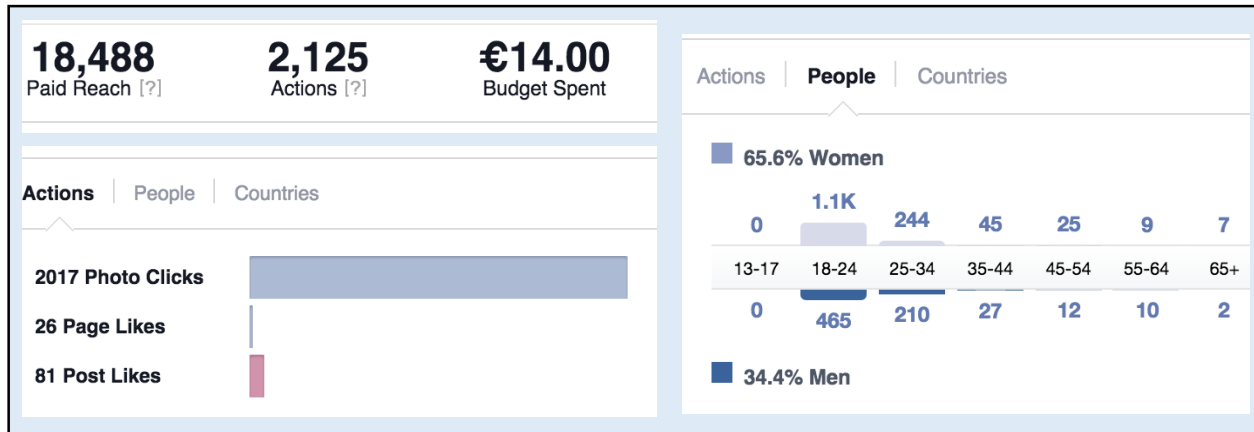 18,488 2,125 €14.00
Paid Reach [?] Actions [?] Budget Spent
Actions People Countries
2017 Photo Clicks
26 Page Likes
81 Post Likes
Actions People Countries
65.6% Women
0 1.1K 244 45 25 9 7
13-17 18-24 25-34 35-44 45-54 55-64 65+
0 465 210 27 12 10 2
34.4% Men